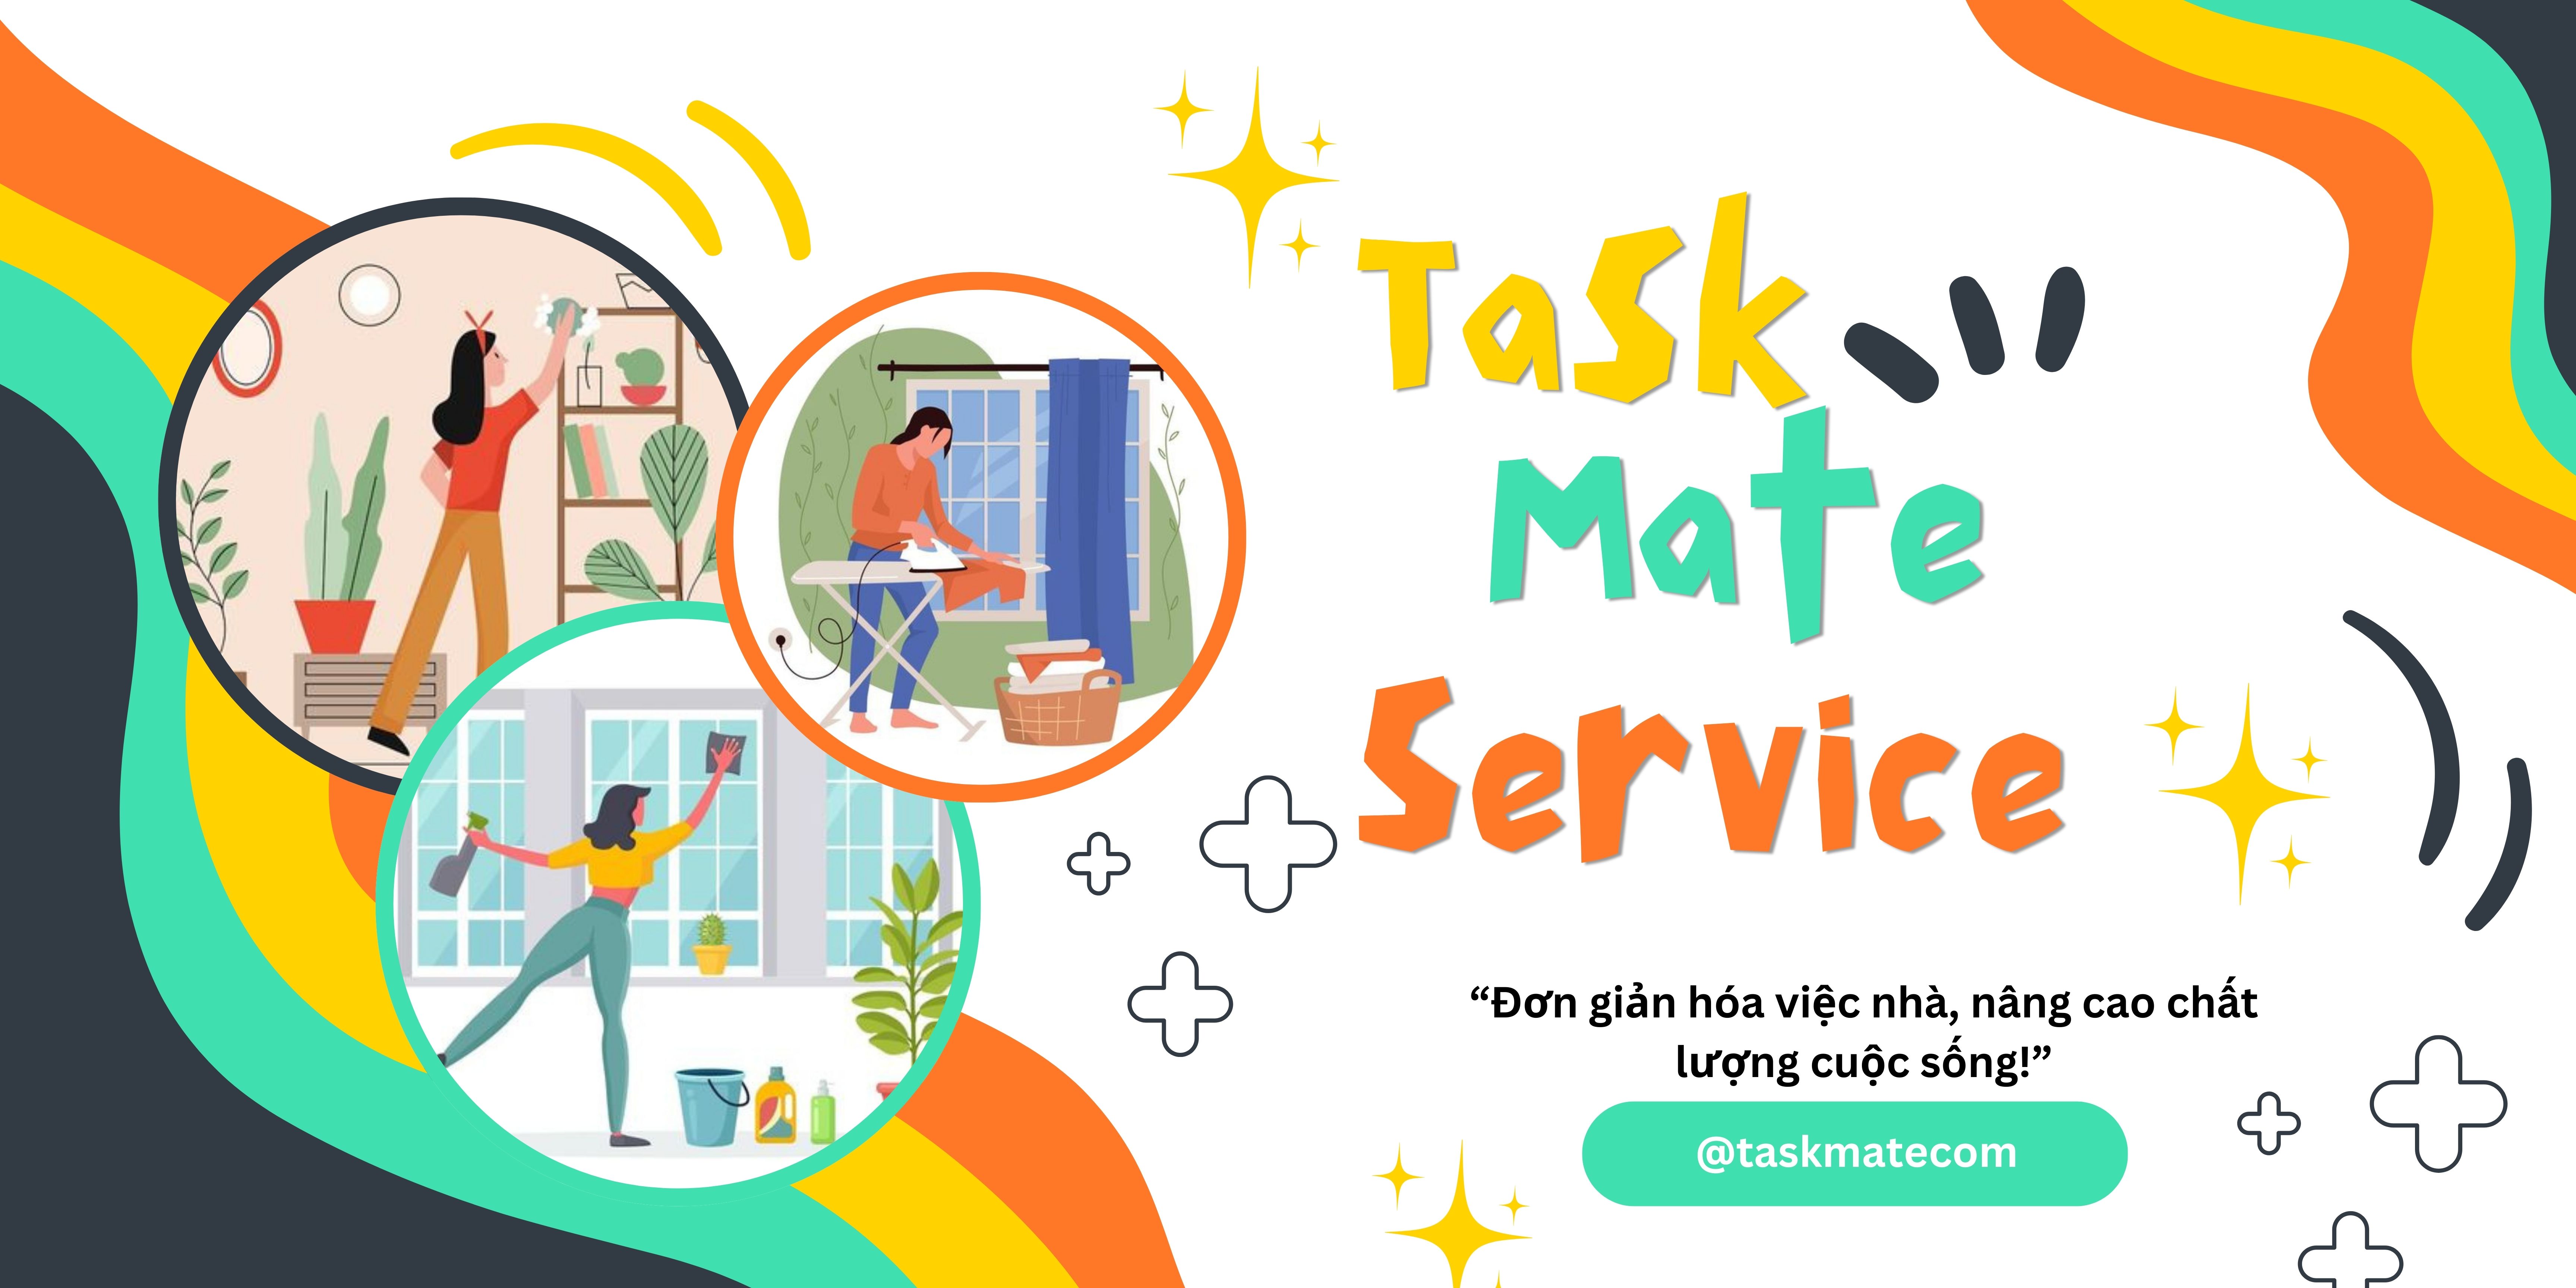 Task
Mate
Service
“Đơn giản hóa việc nhà, nâng cao chất
lượng cuộc sống!”
@taskmatecom